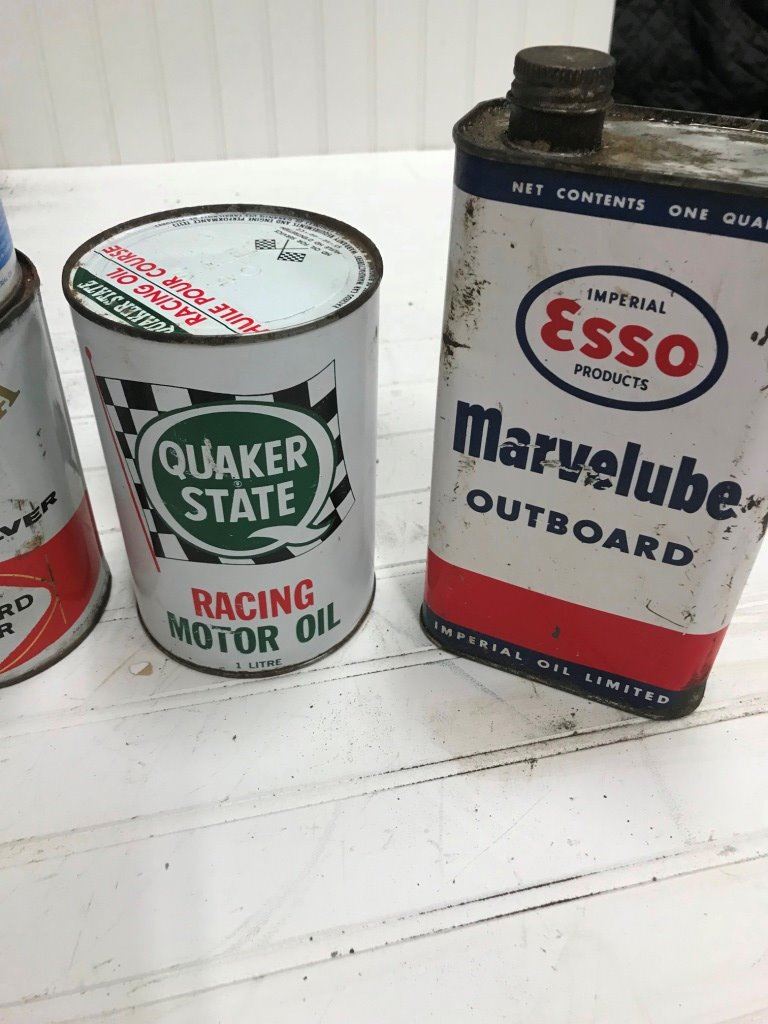 VER
RD
R
RACING OIL
HUILE POUR COURSE
QUAKER STATE
QUAKER
STATE
RACING
MOTOR OIL
1 LITRE
NET CONTENTS ONE QUA
IMPERIAL
Esso
PRODUCTS
Marvelube
OUTBOARD
IMPERIAL OIL LIMITED